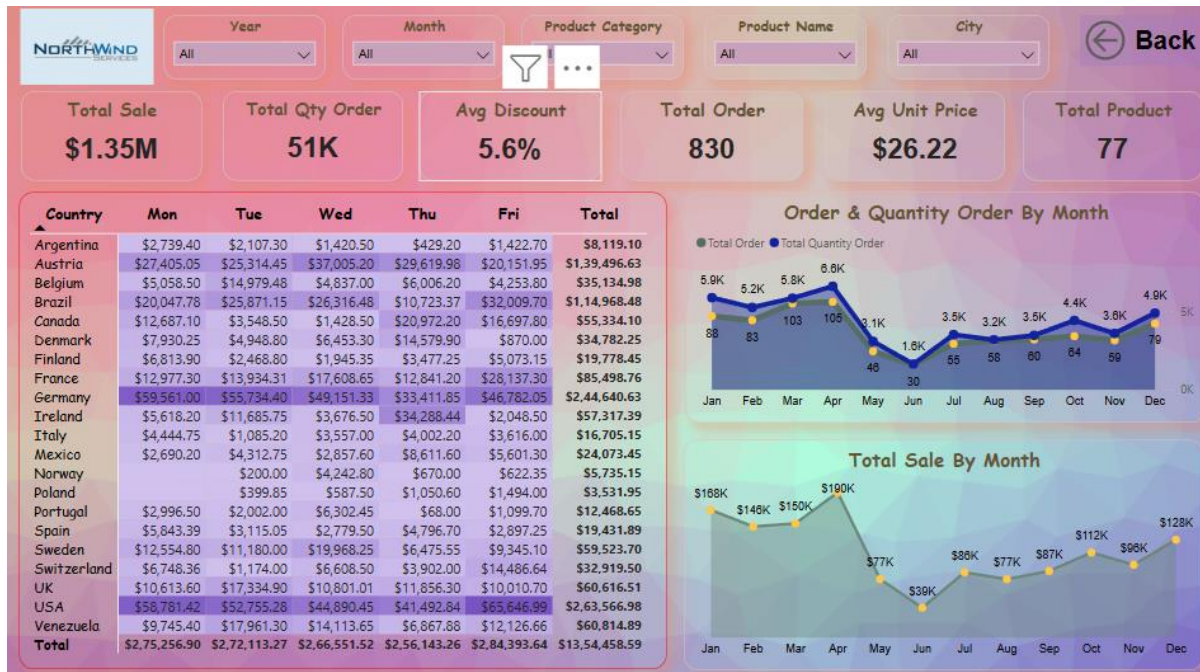 NORTHWIND
SERVICES
Year
All
Month
All
Product Category
Product Name
All
City
All
Back
Total Sale
$1.35M
Total Qty Order
51K
Avg Discount
5.6%
Total Order
830
Avg Unit Price
$26.22
Total Product
77
Country Mon Tue Wed Thu Fri Total
Argentina $2,739.40 $2,107.30 $1,420.50 $429.20 $1,422.70 $8,119.10
Austria $27,405.05 $25,314.45 $37,005.20 $29,619.98 $20,151.95 $1,39,496.63
Belgium $5,058.50 $14,979.48 $4,837.00 $6,006.20 $4,253.80 $35,134.98
Brazil $20,047.78 $25,871.15 $26,316.48 $10,723.37 $32,009.70 $1,14,968.48
Canada $12,687.10 $3,548.50 $1,428.50 $20,972.20 $16,697.80 $55,334.10
Denmark $7,930.25 $4,948.80 $6,453.30 $14,579.90 $870.00 $34,782.25
Finland $6,813.90 $2,468.80 $1,945.35 $3,477.25 $5,073.15 $19,778.45
France $12,977.30 $13,934.31 $17,608.65 $12,841.20 $28,137.30 $85,498.76
Germany $59,561.00 $55,734.40 $49,151.33 $33,411.85 $46,782.05 $2,44,640.63
Ireland $5,618.20 $11,685.75 $3,676.50 $34,288.44 $2,048.50 $57,317.39
Italy $4,444.75 $1,085.20 $3,557.00 $4,002.20 $3,616.00 $16,705.15
Mexico $2,690.20 $4,312.75 $2,857.60 $8,611.60 $5,601.30 $24,073.45
Norway $200.00 $4,242.80 $670.00 $622.35 $5,735.15
Poland $399.85 $587.50 $1,050.60 $1,494.00 $3,531.95
Portugal $2,996.50 $2,002.00 $6,302.45 $68.00 $1,099.70 $12,468.65
Spain $5,843.39 $3,115.05 $2,779.50 $4,796.70 $2,897.25 $19,431.89
Sweden $12,554.80 $11,180.00 $19,968.25 $6,475.55 $9,345.10 $59,523.70
Switzerland $6,748.36 $1,174.00 $6,608.50 $3,902.00 $14,486.64 $32,919.50
UK $10,613.60 $17,334.90 $10,801.01 $11,856.30 $10,010.70 $60,616.51
USA $58,781.42 $52,755.28 $44,890.45 $41,492.84 $65,646.99 $2,63,566.98
Venezuela $9,745.40 $17,961.30 $14,113.65 $6,867.88 $12,126.66 $60,814.89
Total $2,75,256.90 $2,72,113.27 $2,66,551.52 $2,56,143.26 $2,84,393.64 $13,54,458.59
Order & Quantity Order By Month
Total Order Total Quantity Order
5.9K 5.2K 5.8K 6.6K 3.1K 1.6K 3.5K 3.2K 3.5K 4.4K 3.6K 4.9K
88 83 103 105 46 30 55 58 60 64 59 79
5K
0K
Jan Feb Mar Apr May Jun Jul Aug Sep Oct Nov Dec
Total Sale By Month
$168K $146K $150K $190K $77K $39K $86K $77K $87K $112K $96K $128K
Jan Feb Mar Apr May Jun Jul Aug Sep Oct Nov Dec